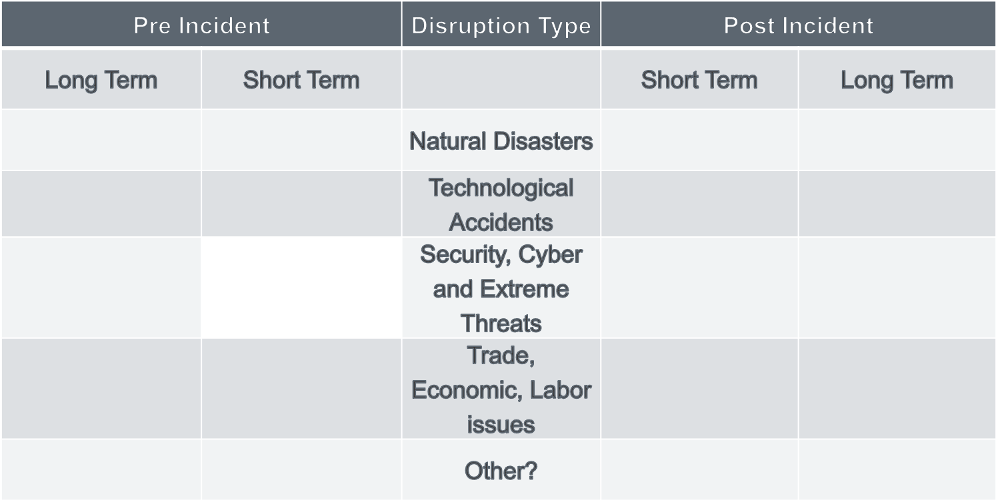 Pre Incident Disruption Type Post Incident
Long Term Short Term Short Term Long Term
Natural Disasters
Technological
Accidents
Security, Cyber
and Extreme
Threats
Trade,
Economic, Labor
issues
Other?